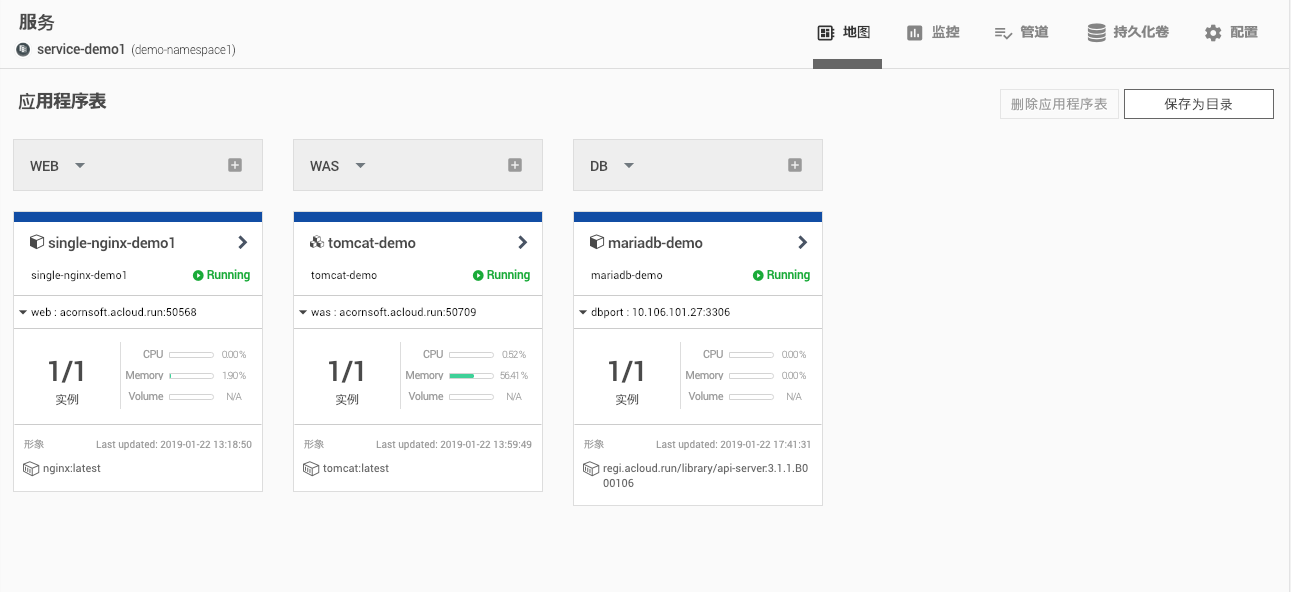 服务
service-demo1 (demo-namespace1)
地图 监控 管道 持久化卷 配置
应用程序表
删除应用程序表 保存为目录
WEB
single-nginx-demo1
single-nginx-demo1 Running
web : acornsoft.acloud.run:50568
1/1
实例
CPU 0.00%
Memory 1.90%
Volume N/A
形象 Last updated: 2019-01-22 13:18:50
nginx:latest
WAS
tomcat-demo
tomcat-demo Running
was : acornsoft.acloud.run:50709
1/1
实例
CPU 0.52%
Memory 56.41%
Volume N/A
形象 Last updated: 2019-01-22 13:59:49
tomcat:latest
DB
mariadb-demo
mariadb-demo Running
dbport : 10.106.101.27:3306
1/1
实例
CPU 0.00%
Memory 0.00%
Volume N/A
形象 Last updated: 2019-01-22 17:41:31
regi.acloud.run/library/api-server:3.1.1.B0
00106